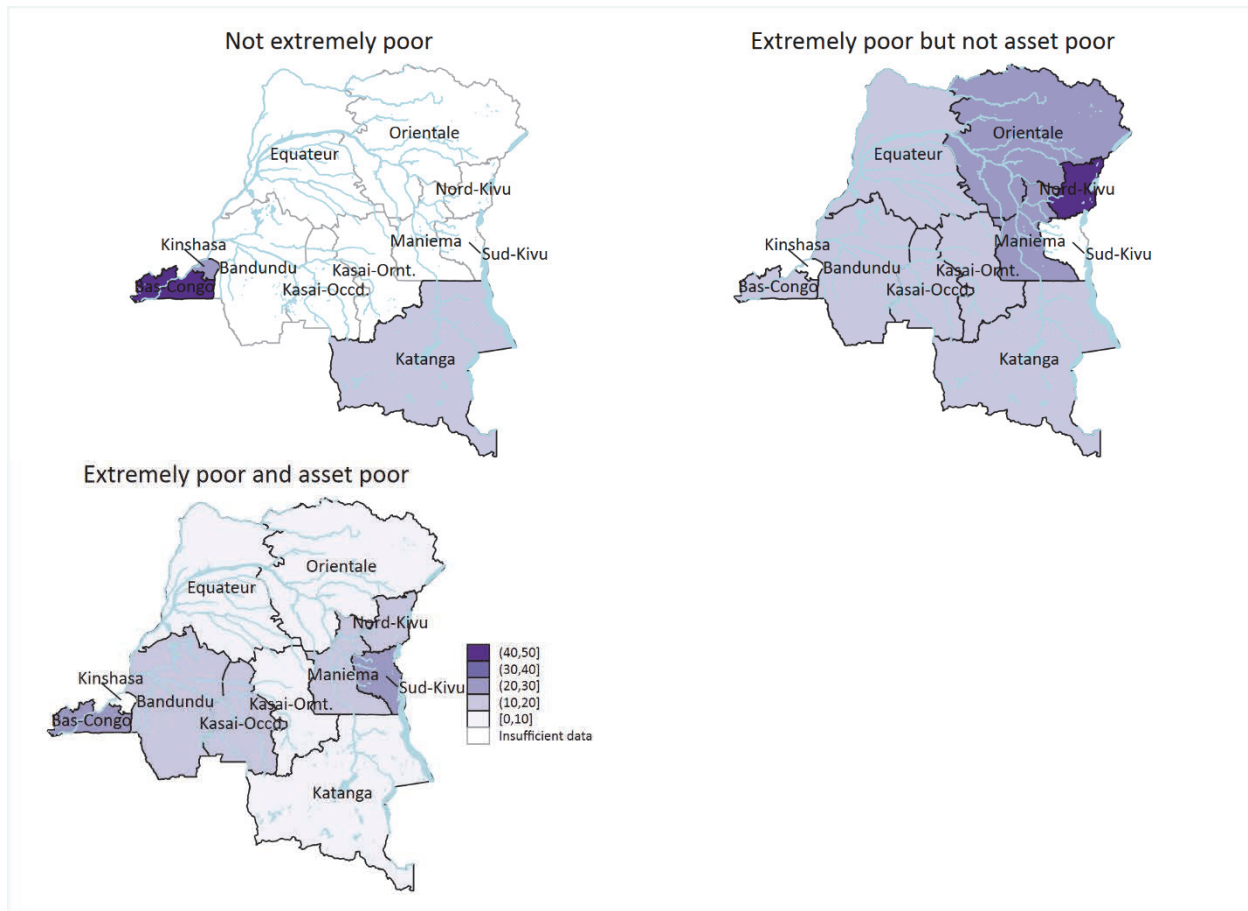 Not extremely poor
Orientale
Equateur
Nord-Kivu
Kinshasa
Maniema
Sud-Kivu
Bandundu
Kasai-Ornt.
Bas-Congo
Kasai-Occd.
Katanga
Extremely poor but not asset poor
Orientale
Equateur
Nord-Kivu
Kinshasa
Maniema
Sud-Kivu
Bandundu
Kasai-Ornt.
Bas-Congo
Kasai-Occd.
Katanga
Extremely poor and asset poor
Orientale
Equateur
Nord-Kivu
Kinshasa
Maniema
Sud-Kivu
Bandundu
Kasai-Ornt.
Bas-Congo
Kasai-Occd.
Katanga
(40,50]
(30,40]
(20,30]
(10,20]
[0,10]
Insufficient data